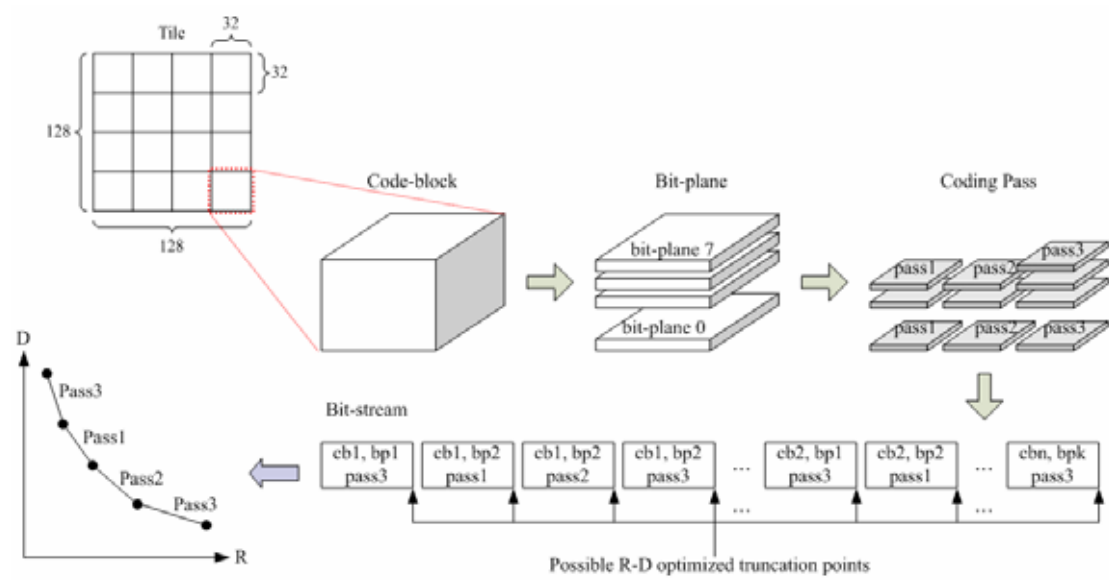 Tile
32
32
128
128
Code-block
Bit-plane
Coding Pass
bit-plane 7
bit-plane 0
pass3
pass1
pass2
pass1
pass2
pass3
D
Pass3
Pass1
Pass2
Pass3
R
Bit-stream
cb1, bp1
pass3
cb1, bp2
pass1
cb1, bp2
pass2
cb1, bp2
pass3
...
cb2, bp1
pass3
cb2, bp2
pass1
...
cbn, bpk
pass3
...
...
Possible R-D optimized truncation points